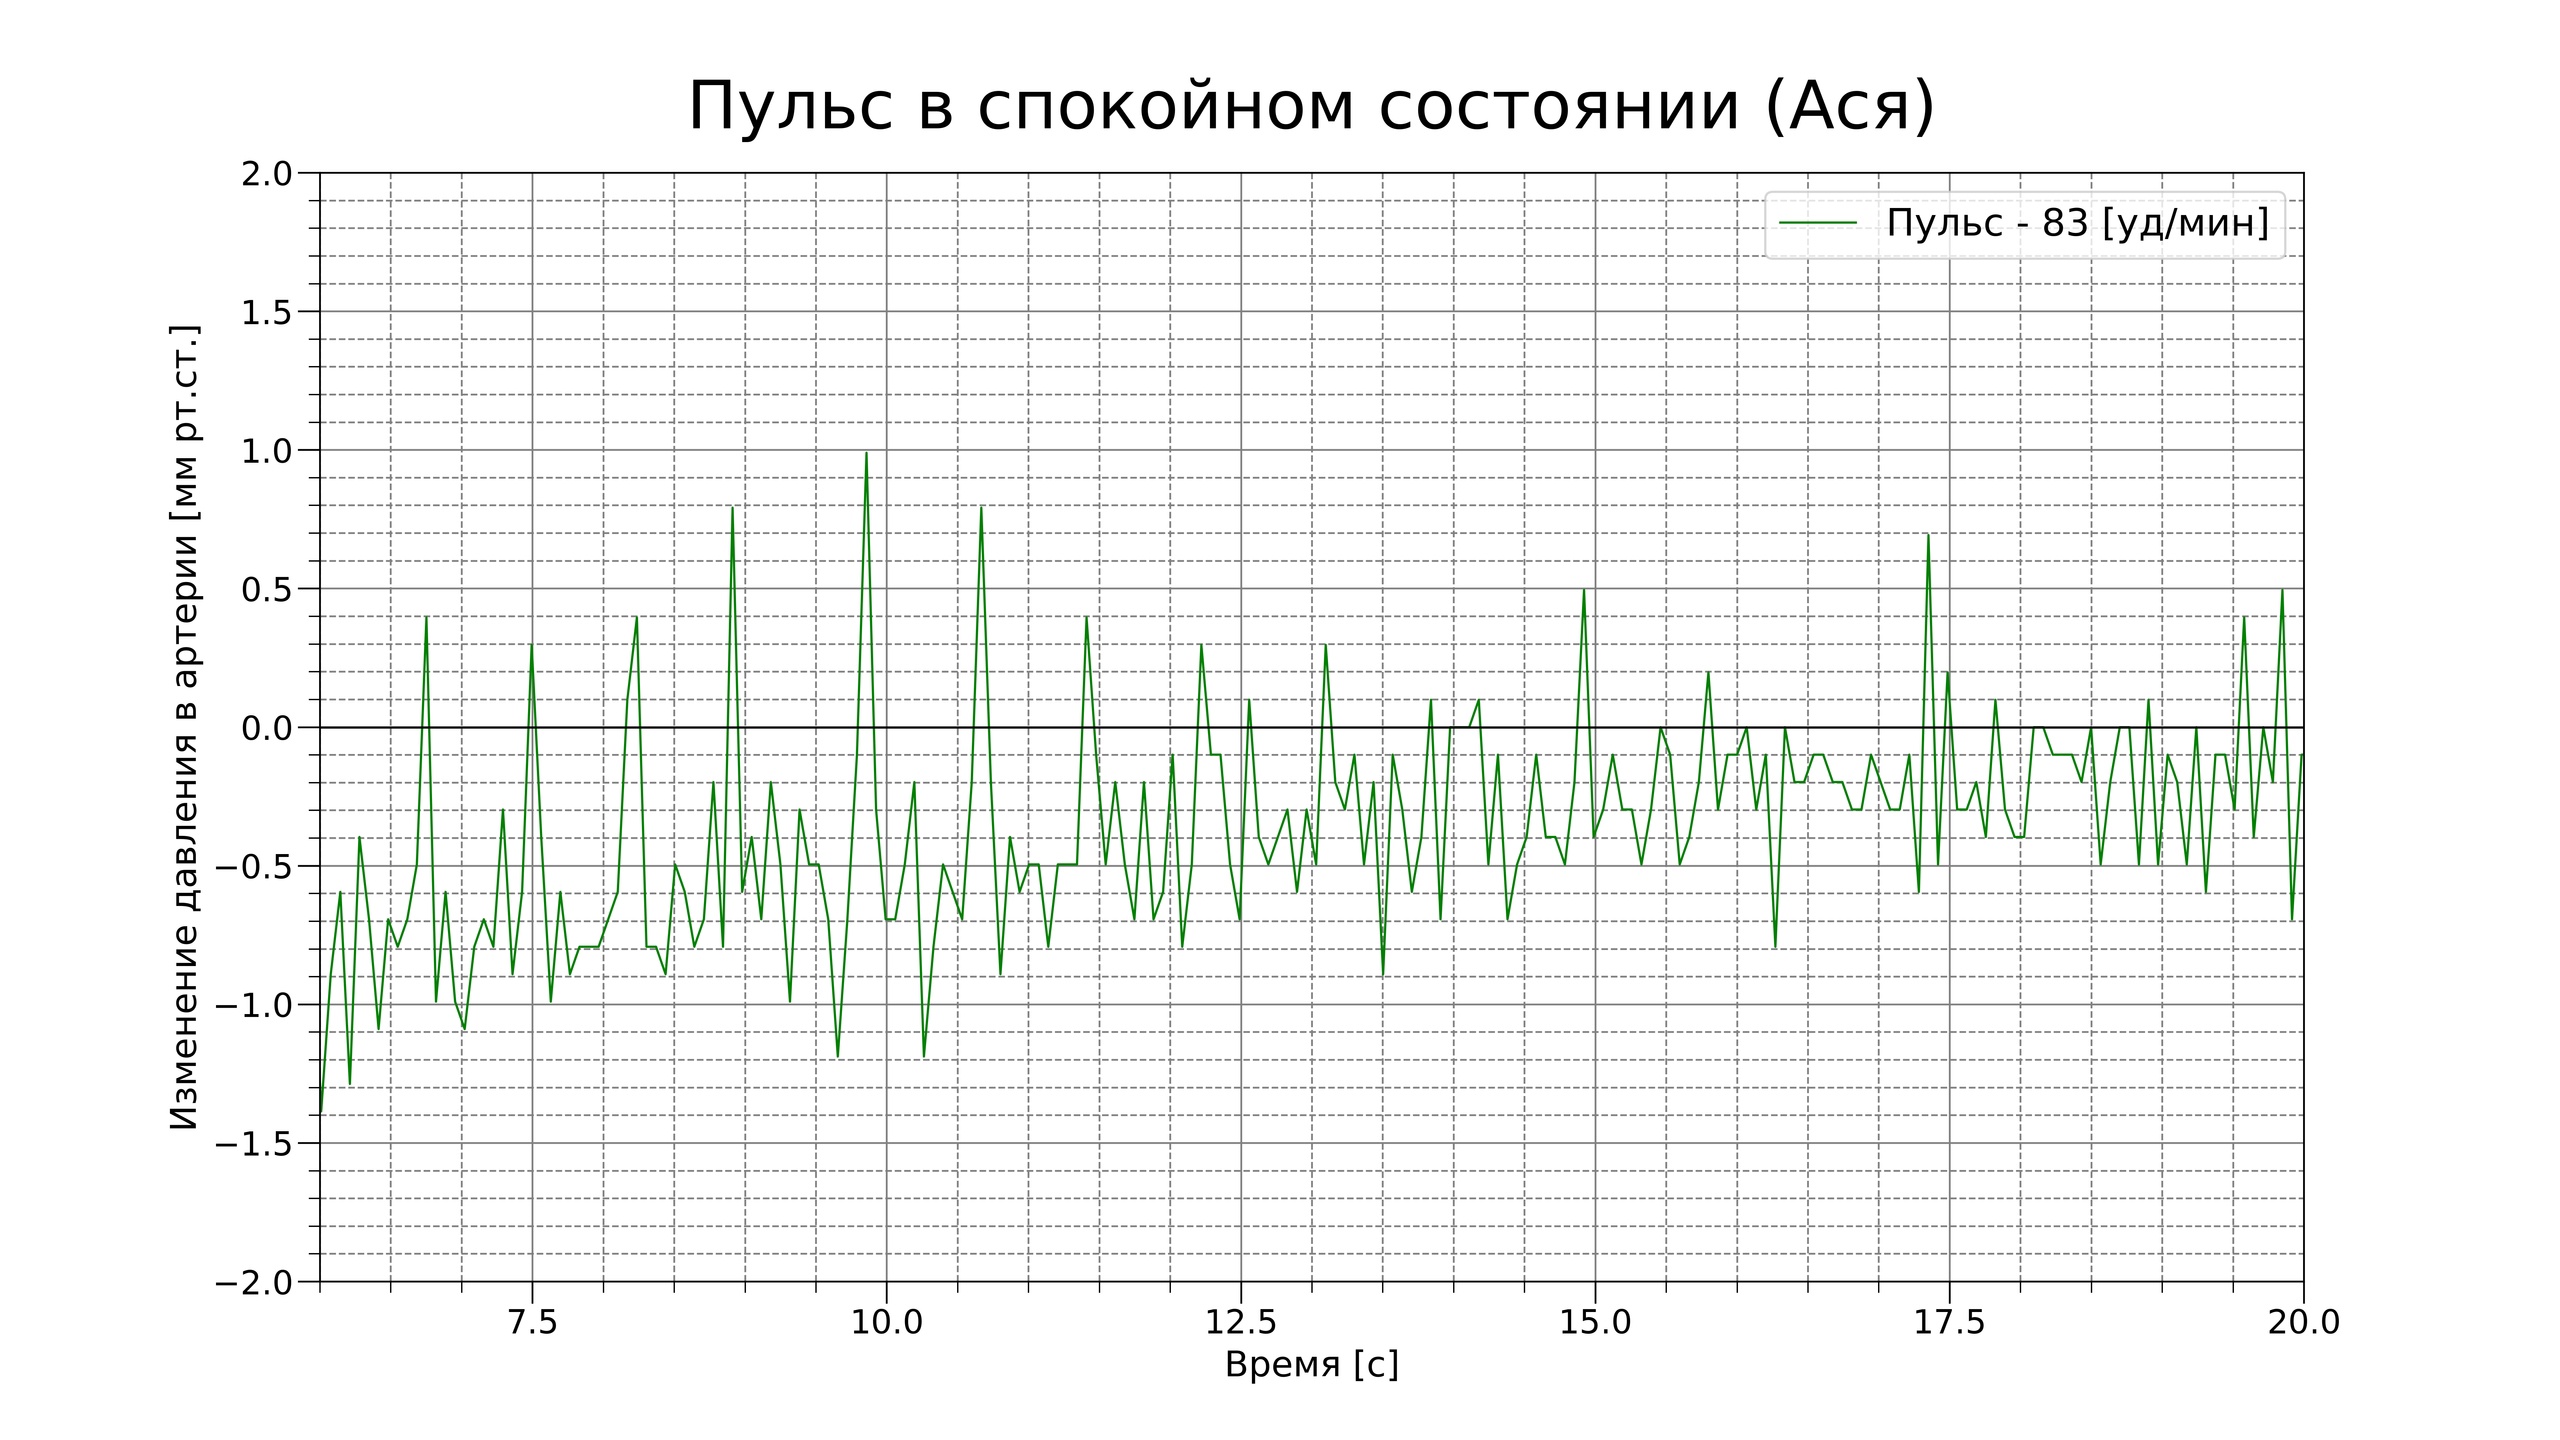 Пульс в спокойном состоянии (Ася)
Пульс - 83 [уд/мин]
Изменение давления в артерии [мм рт.ст.]
2.0
1.5
1.0
0.5
0.0
−0.5
−1.0
−1.5
−2.0
7.5 10.0 12.5 15.0 17.5 20.0
Время [с]